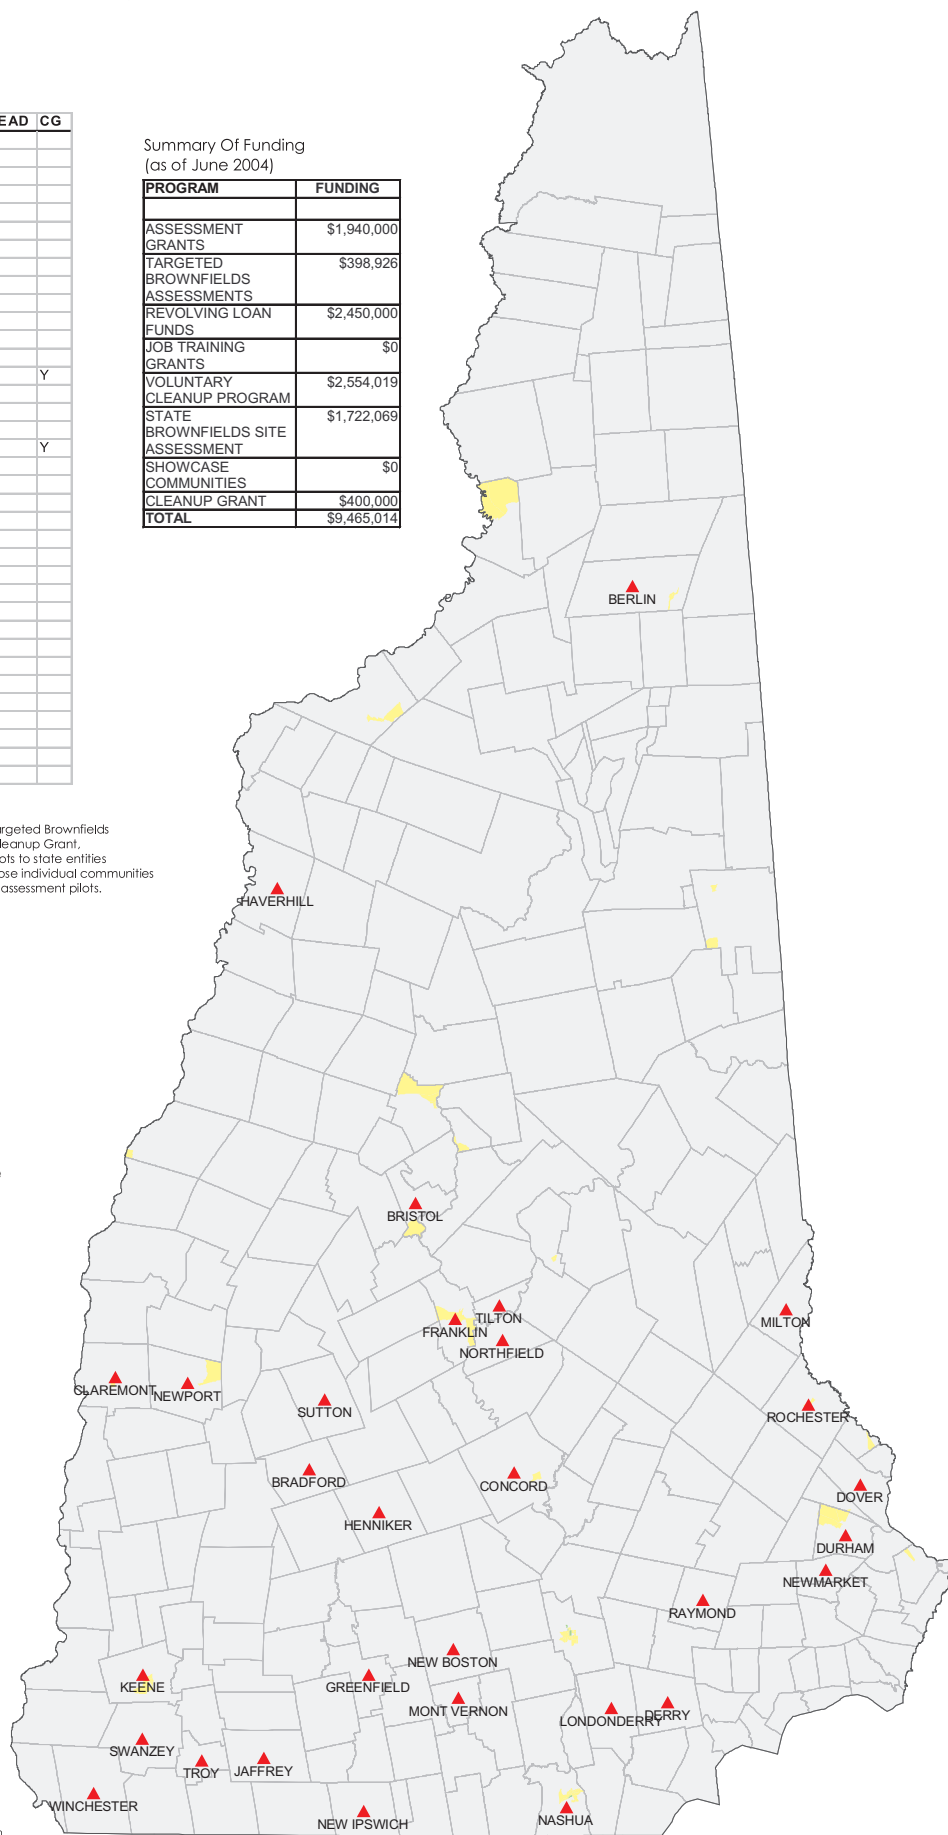 EAD CG
Y
Y
Summary Of Funding
(as of June 2004)
PROGRAM FUNDING
ASSESSMENT GRANTS $1,940,000
TARGETED BROWNFIELDS ASSESSMENTS $398,926
REVOLVING LOAN FUNDS $2,450,000
JOB TRAINING GRANTS $0
VOLUNTARY CLEANUP PROGRAM $2,554,019
STATE BROWNFIELDS SITE ASSESSMENT $1,722,069
SHOWCASE COMMUNITIES $0
CLEANUP GRANT $400,000
TOTAL $9,465,014
rgeted Brownfields
leanup Grant,
ots to state entities
ose individual communities
assessment pilots.
BERLIN
HAVERHILL
BRISTOL
TILTON
FRANKLIN
NORTHFIELD
MILTON
CLAREMONT
NEWPORT
SUTTON
ROCHESTER
BRADFORD
CONCORD
DOVER
HENNIKER
DURHAM
NEWMARKET
RAYMOND
NEW BOSTON
KEENE
GREENFIELD
MONT VERNON
LONDONDERRY
DERRY
SWANZEY
TROY
JAFFREY
WINCHESTER
NEW IPSWICH
NASHUA